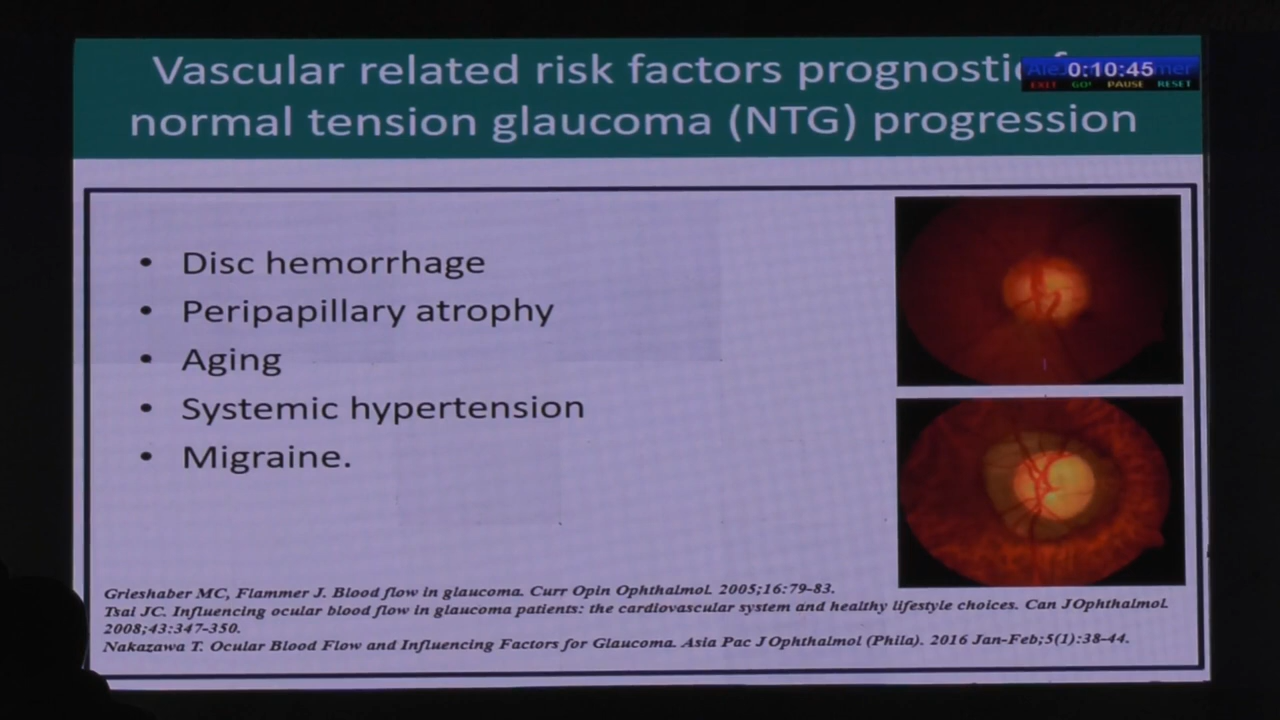 Vascular related risk factors prognostic
normal tension glaucoma (NTG) progression
0:10:45
EXIT GO! PAUSE RESET
• Disc hemorrhage
• Peripapillary atrophy
• Aging
• Systemic hypertension
• Migraine.
Grieshaber MC, Flammer J. Blood flow in glaucoma. Curr Opin Ophthalmol. 2005;16:79-83.
Tsai JC. Influencing ocular blood flow in glaucoma patients: the cardiovascular system and healthy lifestyle choices. Can J Ophthalmol.
2008;43:347-350.
Nakazawa T. Ocular Blood Flow and Influencing Factors for Glaucoma. Asia Pac J Ophthalmol (Phila). 2016 Jan-Feb;5(1):38-44.